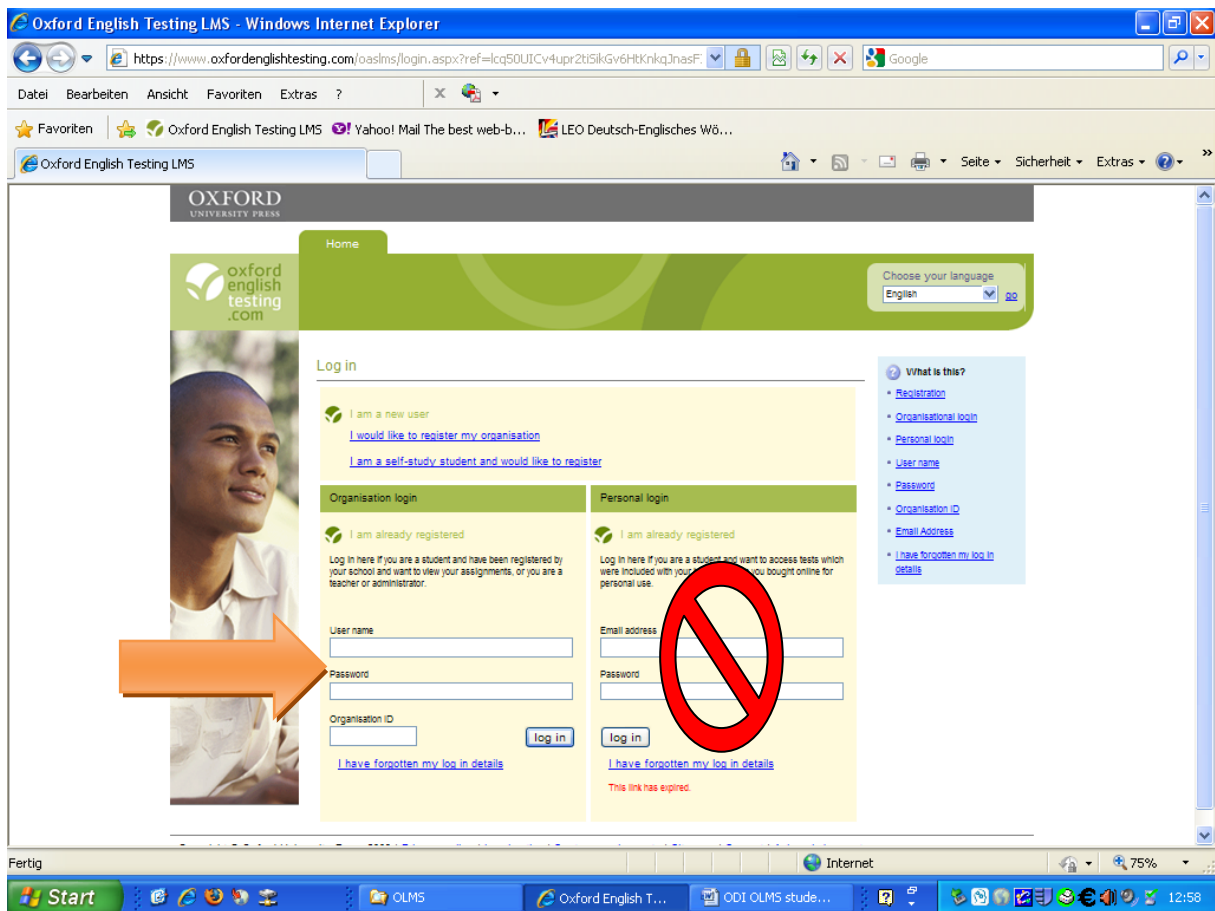 Oxford English Testing LMS - Windows Internet Explorer
https://www.oxfordenglishtesting.com/oaslms/login.aspx?ref=
Google
Datei Bearbeiten Ansicht Favoriten Extras ?
Favoriten Oxford English Testing LMS Yahoo! Mail The best web-b... LEO Deutsch-Englisches Wö...
Oxford English Testing LMS
Seite Sicherheit Extras
OXFORD
UNIVERSITY PRESS
Home
oxford
english
testing
.com
Choose your language
English go
Log in
I am a new user
I would like to register my organisation
I am a self-study student and would like to register
Organisation login
I am already registered
Log in here if you are a student and have been registered by
your school and want to view your assignments, or you are a
teacher or administrator.
User name
Password
Organisation ID
log in
I have forgotten my log in details
Personal login
I am already registered
Log in here if you are a student and want to access tests which
were included with your you bought online for
personal use.
Email address
Password
log in
I have forgotten my log in details
This link has expired.
What is this?
Registration
Organisational login
Personal login
User name
Password
Organisation ID
Email Address
I have forgotten my log in
details
Fertig Internet 75%
Start OLMS Oxford English T... ODI OLMS stude... 12:58